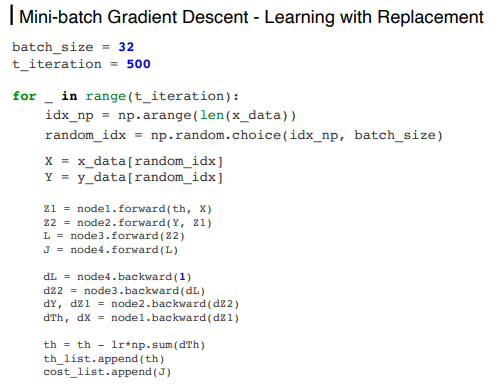 Mini-batch Gradient Descent - Learning with Replacement
batch_size = 32
t_iteration = 500
for _ in range(t_iteration):
    idx_np = np.arange(len(x_data))
    random_idx = np.random.choice(idx_np, batch_size)
    X = x_data[random_idx]
    Y = y_data[random_idx]
    Z1 = node1.forward(th, X)
    Z2 = node2.forward(Y, Z1)
    L = node3.forward(Z2)
    J = node4.forward(L)
    dL = node4.backward(1)
    dZ2 = node3.backward(dL)
    dY, dZ1 = node2.backward(dZ2)
    dTh, dX = node1.backward(dZ1)
    th = th - lr*np.sum(dTh)
    th_list.append(th)
    cost_list.append(J)